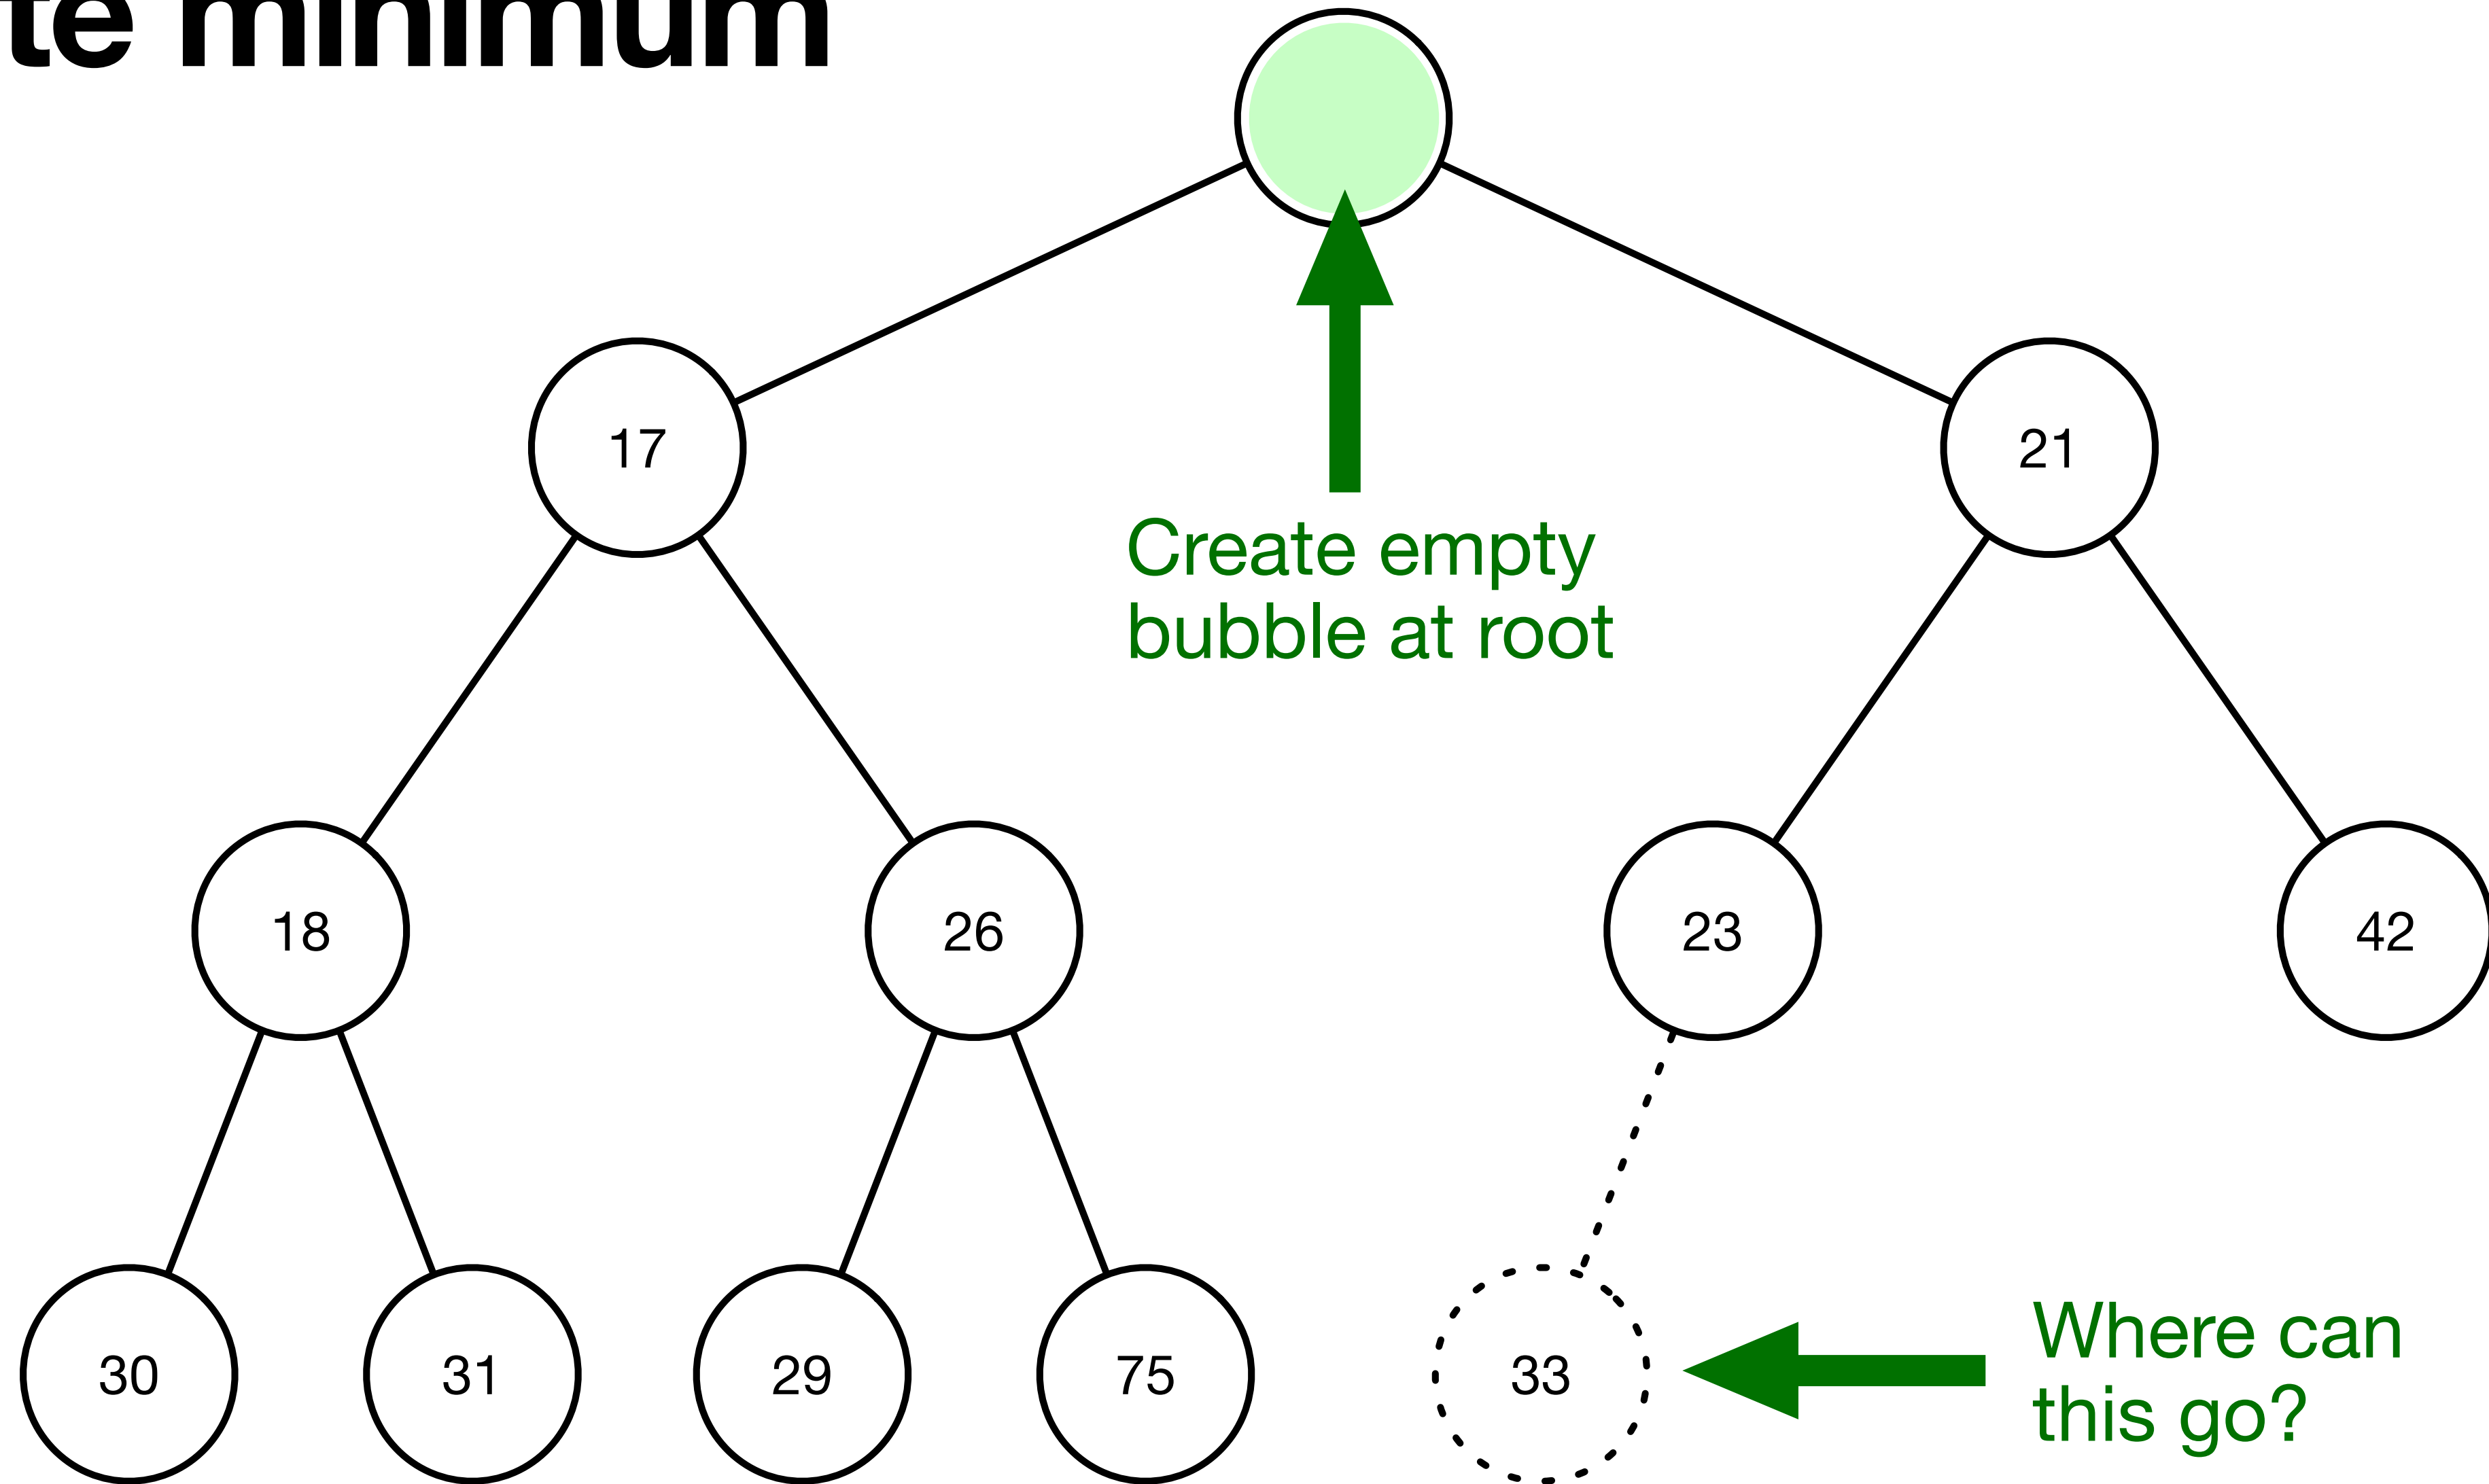 te minimum
17
21
Create empty
bubble at root
18
26
23
42
30
31
29
75
33
Where can
this go?